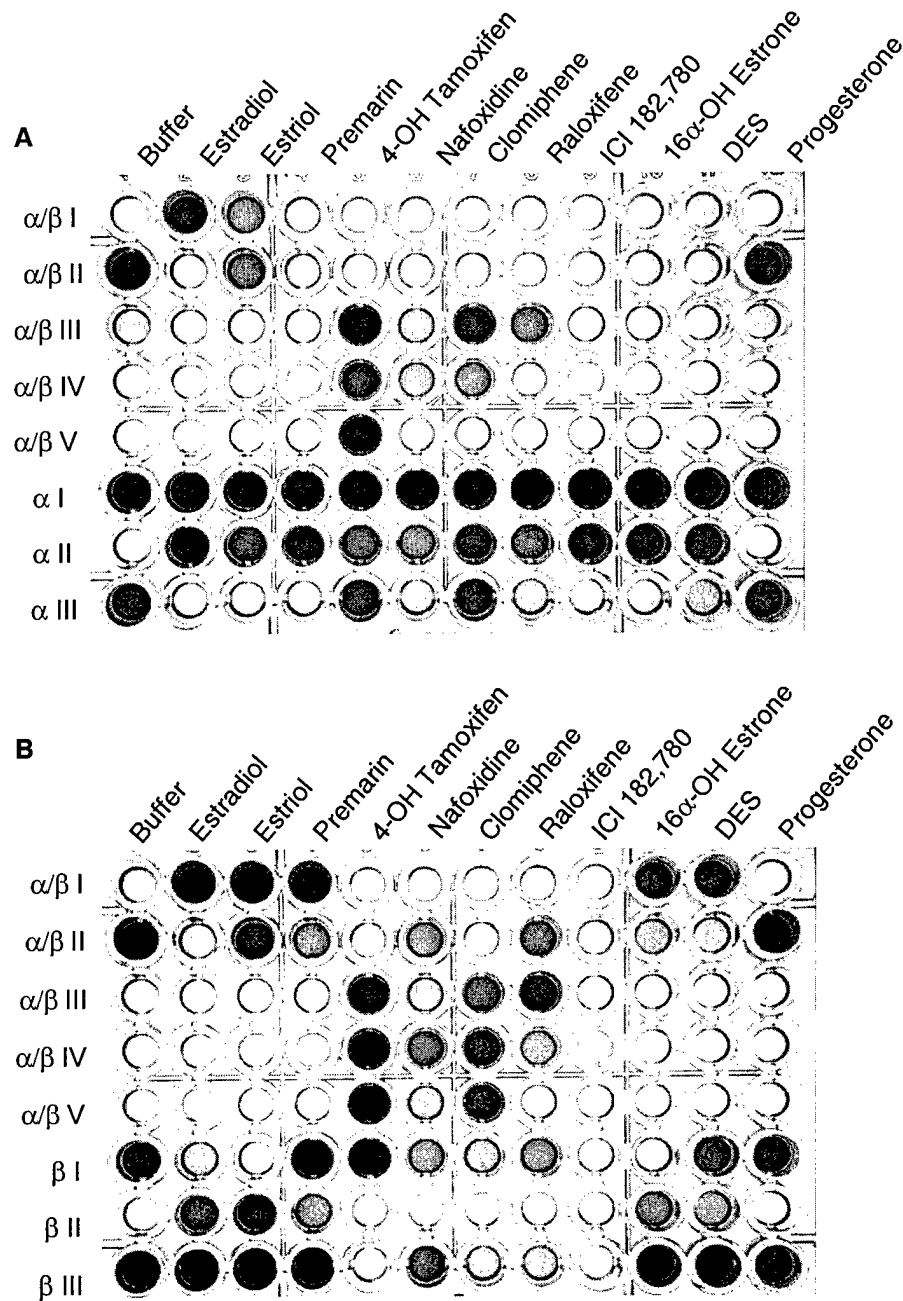 A
Buffer
Estradiol
Estriol
Premarin
4-OH Tamoxifen
Nafoxidine
Clomiphene
Raloxifene
ICI 182,780
16α-OH Estrone
DES
Progesterone
α/β I
α/β II
α/β III
α/β IV
α/β V
α I
α II
α III
B
Buffer
Estradiol
Estriol
Premarin
4-OH Tamoxifen
Nafoxidine
Clomiphene
Raloxifene
ICI 182,780
16α-OH Estrone
DES
Progesterone
α/β I
α/β II
α/β III
α/β IV
α/β V
β I
β II
β III